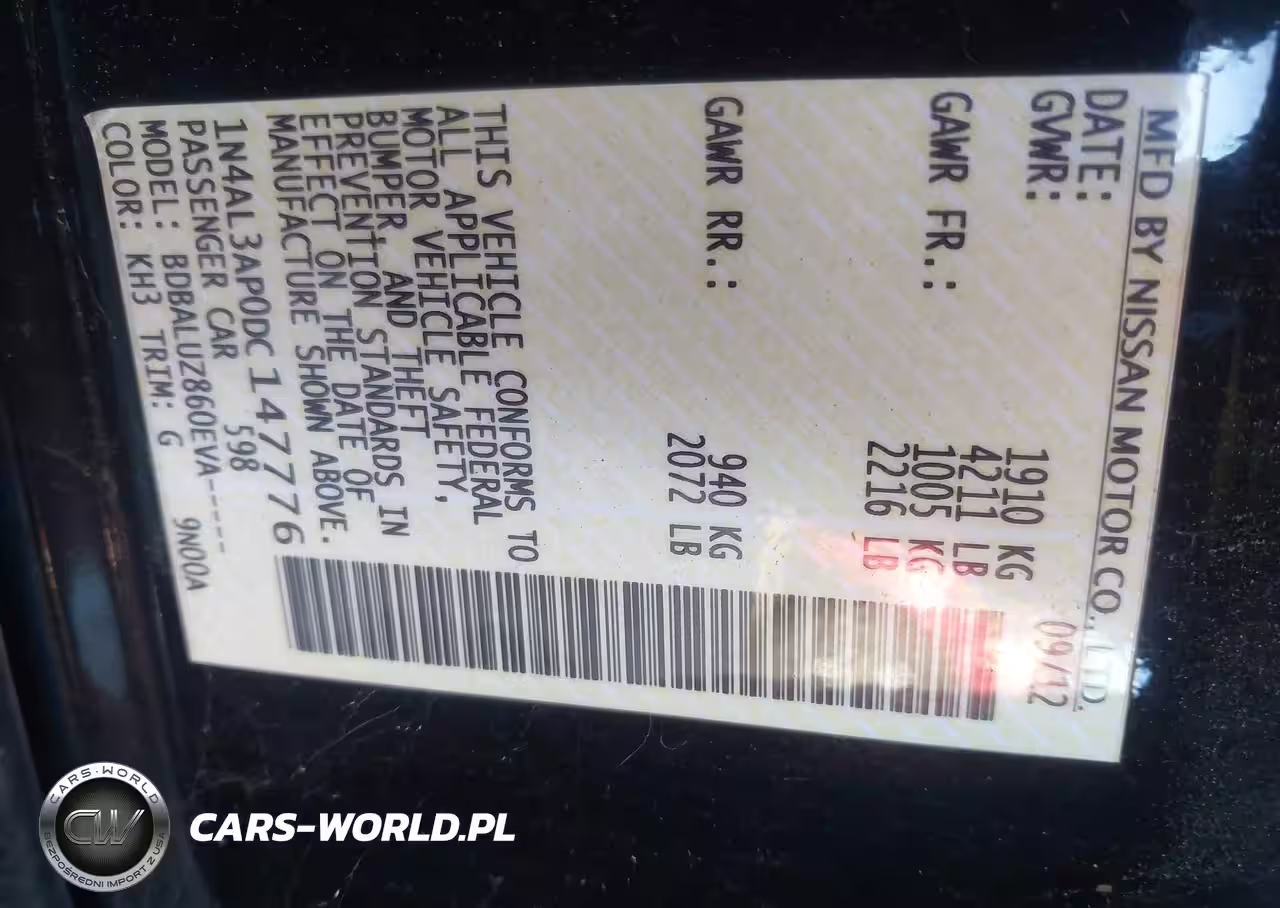 MFD BY NISSAN MOTOR CO., LTD.
DATE: 09/12
GVWR: 1910 KG
4211 LB
GAWR FR.: 1005 KG
2216 LB
GAWR RR.: 940 KG
2072 LB
THIS VEHICLE CONFORMS TO
ALL APPLICABLE FEDERAL
MOTOR VEHICLE SAFETY,
BUMPER, AND THEFT
PREVENTION STANDARDS IN
EFFECT ON THE DATE OF
MANUFACTURE SHOWN ABOVE.
1N4AL3AP0DC147776
PASSENGER CAR 598
MODEL: BDBALUZ860EVA-----
COLOR: KH3 TRIM: G 9N00A
CARS-WORLD
CW
BEZPOŚREDNI IMPORT Z USA
CARS-WORLD.PL